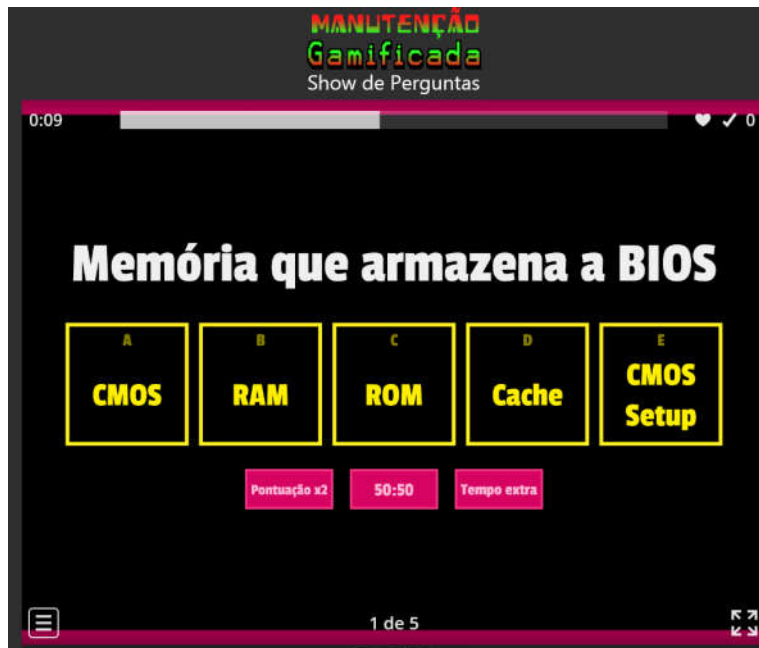 MANUTENÇÃO
Gamificada
Show de Perguntas
0:09
0
Memória que armazena a BIOS
A
B
C
D
E
CMOS
RAM
ROM
Cache
CMOS
Setup
Pontuação x2
50:50
Tempo extra
1 de 5